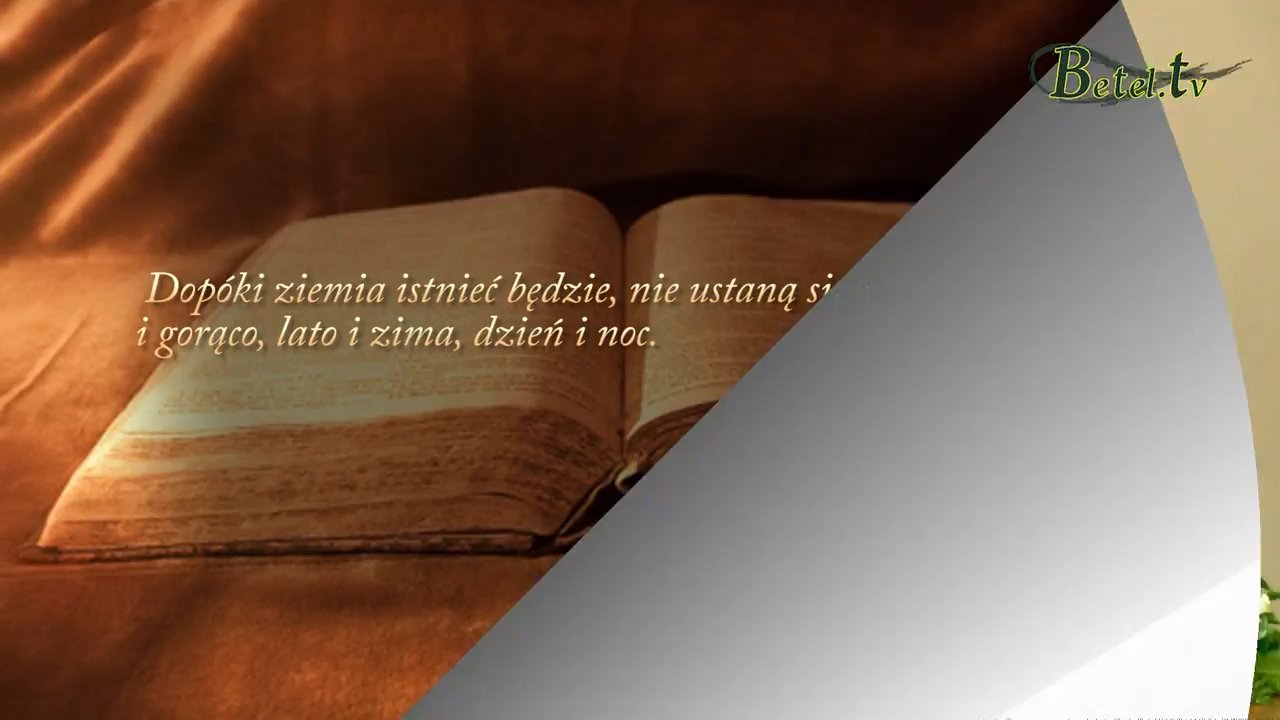 Betel.tv
Dopóki ziemia istnieć będzie, nie ustaną
i gorąco, lato i zima, dzień i noc.